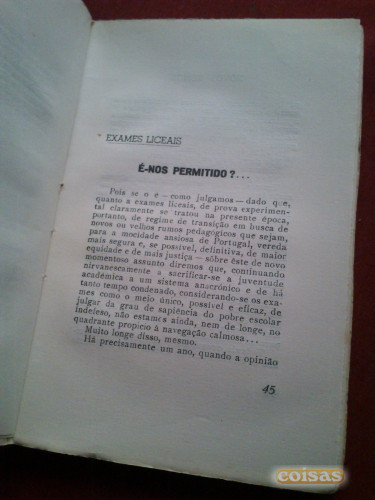 EXAMES LICEAIS
É-NOS PERMITIDO?...
Pois se o é — como julgamos — dado que,
quanto a exames liceais, de prova experimen-
tal claramente se tratou na presente época,
portanto, de regime de transição em busca de
novos ou velhos rumos pedagógicos que sejam,
para a mocidade ansiosa de Portugal, vereda
mais segura e, se possível, definitiva, de maior
equidade e de mais justiça — sôbre êste de novo
momentoso assunto diremos que, continuando
nirvanescamente a sacrificar-se a juventude
académica a um sistema anacrónico e de há
tanto tempo condenado, considerando-se os exa-
mes como o meio único, possível e eficaz, de
julgar da grau de sapiência do pobre escolar
indefeso, não estamos ainda, nem de longe, no
quadrante propício à navegação calmosa...
Muito longe disso, mesmo.
Há precisamente um ano, quando a opinião
45
coisas